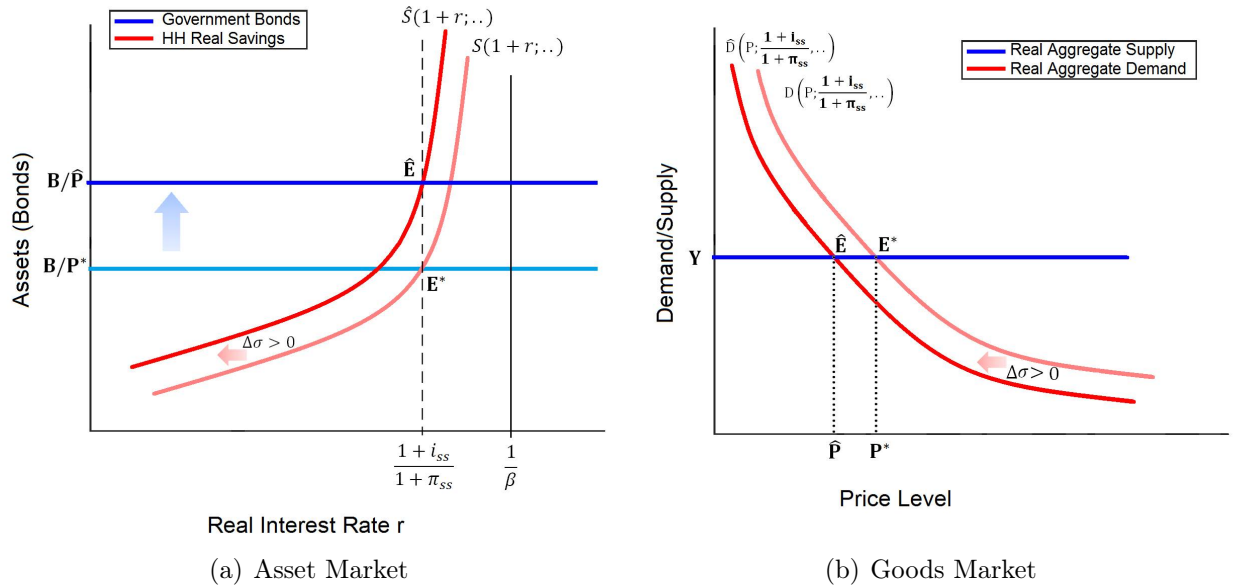 Government Bonds
HH Real Savings
Ŝ(1 + r; ..)
S(1 + r; ..)
Assets (Bonds)
B/P̂
B/P*
Ê
E*
Δσ > 0
1 + i_ss
1 + π_ss
1
β
Real Interest Rate r
(a) Asset Market
Real Aggregate Supply
Real Aggregate Demand
D̂(P; (1 + i_ss)/(1 + π_ss), ..)
D(P; (1 + i_ss)/(1 + π_ss), ..)
Demand/Supply
Y
Ê
E*
Δσ > 0
P̂
P*
Price Level
(b) Goods Market